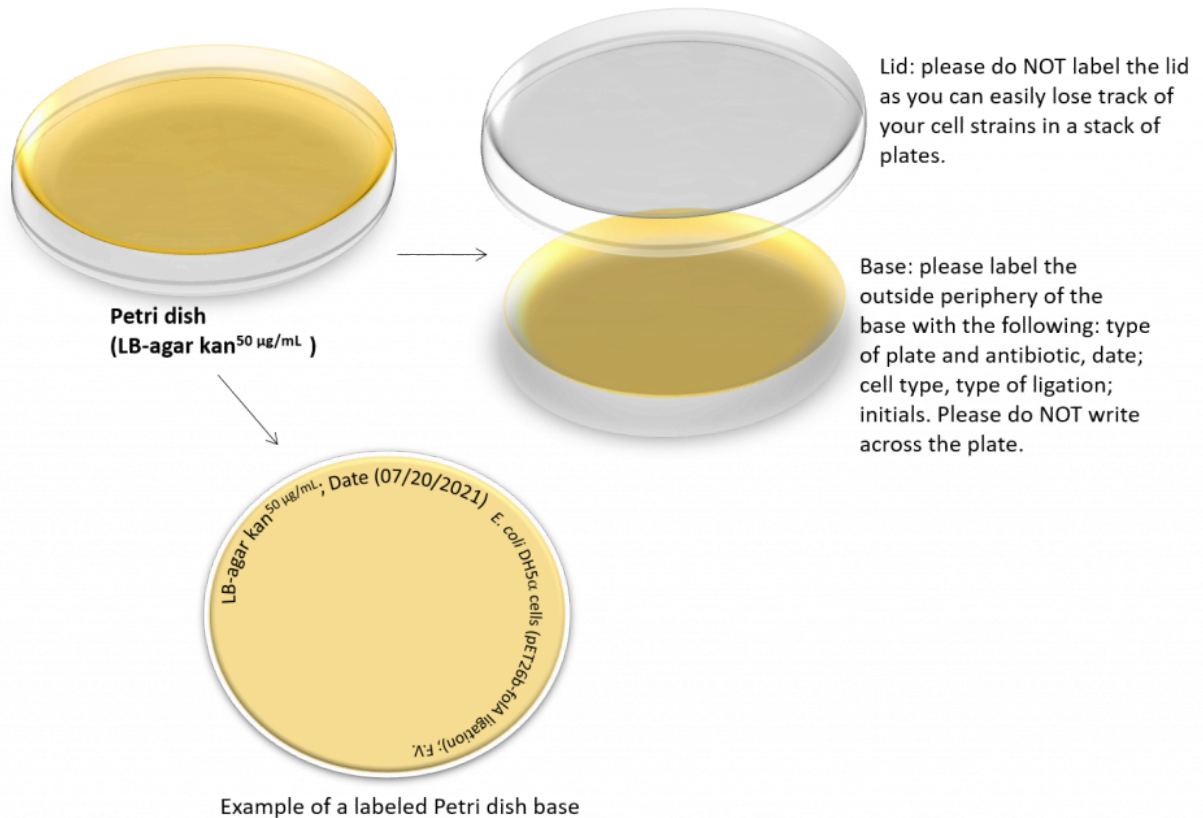 Lid: please do NOT label the lid
as you can easily lose track of
your cell strains in a stack of
plates.
Petri dish
(LB-agar kan50 µg/mL )
Base: please label the
outside periphery of the
base with the following: type
of plate and antibiotic, date;
cell type, type of ligation;
initials. Please do NOT write
across the plate.
LB-agar kan50 µg/mL; Date (07/20/2021)
E. coli DH5α cells (pET26b-folA ligation); F.V.
Example of a labeled Petri dish base